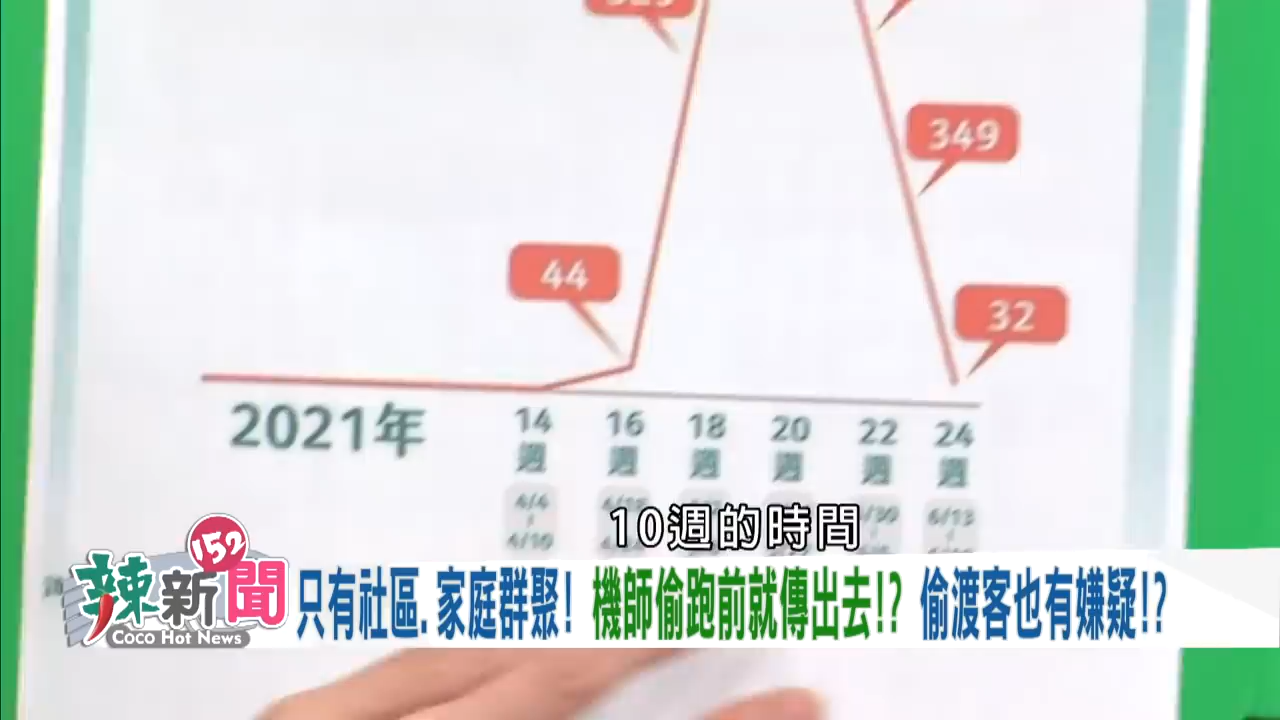 349
44
32
2021年
14 16 18 20 22 24
週 週 週 週 週 週
4/4 6/13
4/10
10週的時間
152
辣新聞
Coco Hot News
只有社區.家庭群聚! 機師偷跑前就傳出去!? 偷渡客也有嫌疑!?